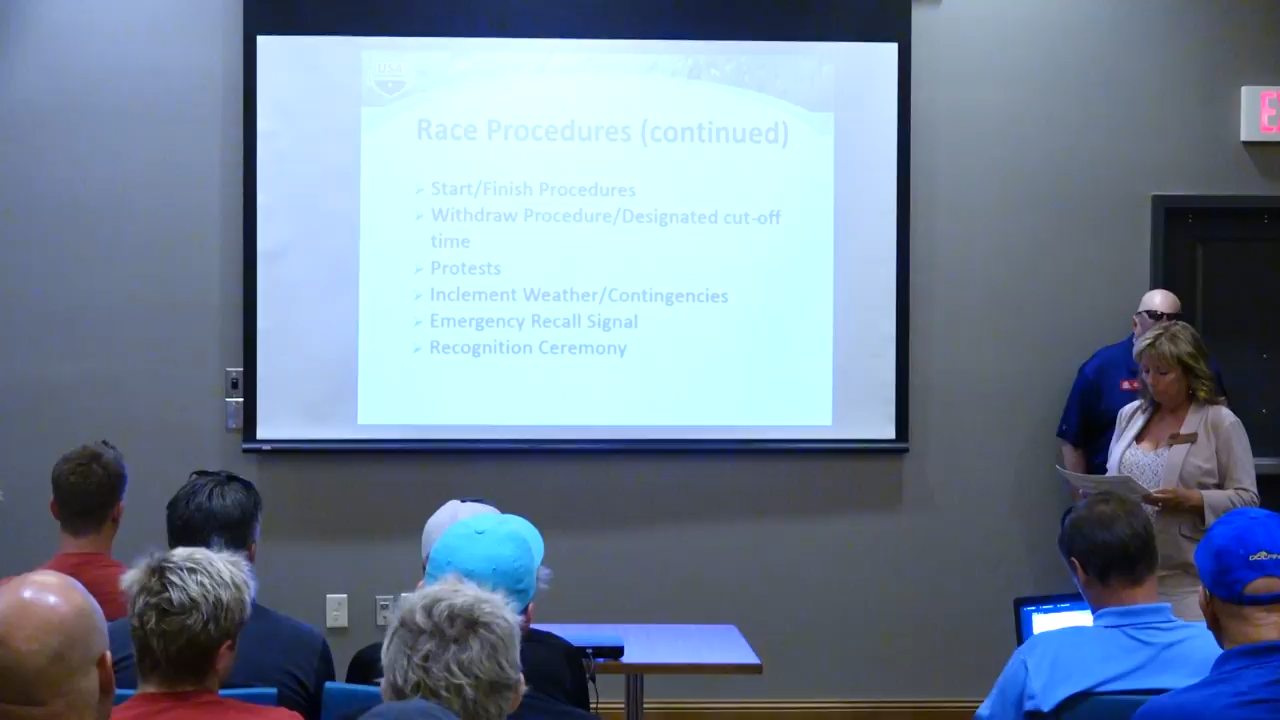 USA
Race Procedures (continued)
➢ Start/Finish Procedures
➢ Withdraw Procedure/Designated cut-off
time
➢ Protests
➢ Inclement Weather/Contingencies
➢ Emergency Recall Signal
➢ Recognition Ceremony